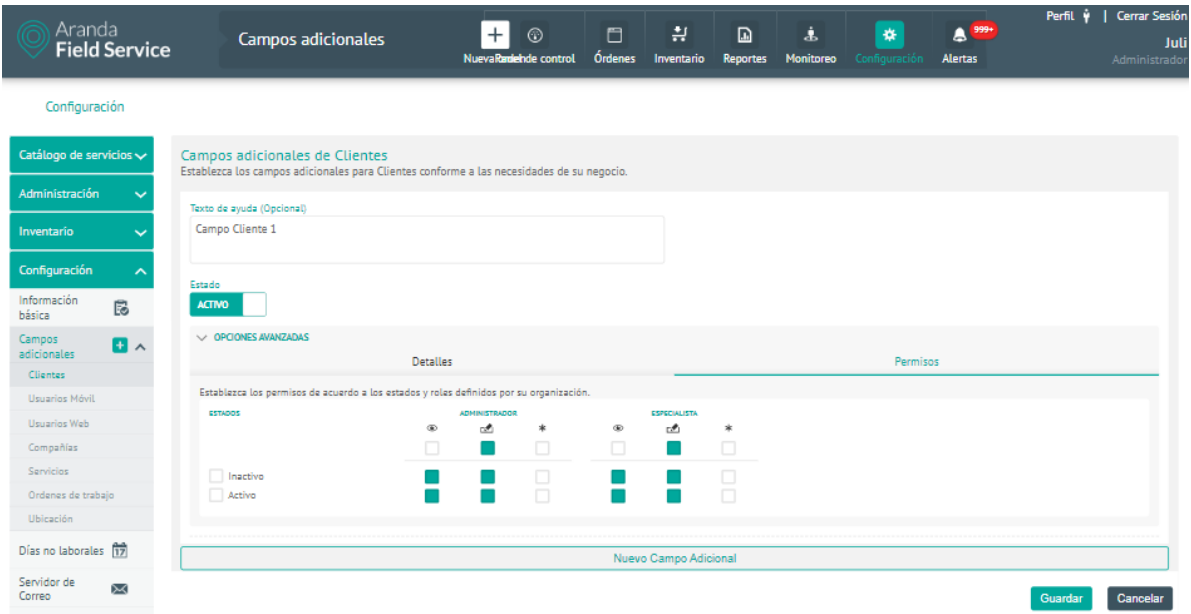 Perfil | Cerrar Sesión
Aranda
Field Service
Campos adicionales
999+
Juli
Administrador
Nueva de control Órdenes Inventario Reportes Monitoreo Configuración Alertas
Configuración
Catálogo de servicios
Administración
Inventario
Configuración
Información
básica
Campos
adicionales
Clientes
Usuarios Móvil
Usuarios Web
Compañías
Servicios
Ordenes de trabajo
Ubicación
Días no laborales 17
Servidor de
Correo
Campos adicionales de Clientes
Establezca los campos adicionales para Clientes conforme a las necesidades de su negocio.
Texto de ayuda (Opcional)
Campo Cliente 1
Estado
ACTIVO
OPCIONES AVANZADAS
Detalles Permisos
Establezca los permisos de acuerdo a los estados y roles definidos por su organización.
ESTADOS ADMINISTRADOR ESPECIALISTA
* *
Inactivo
Activo
Nuevo Campo Adicional
Guardar Cancelar